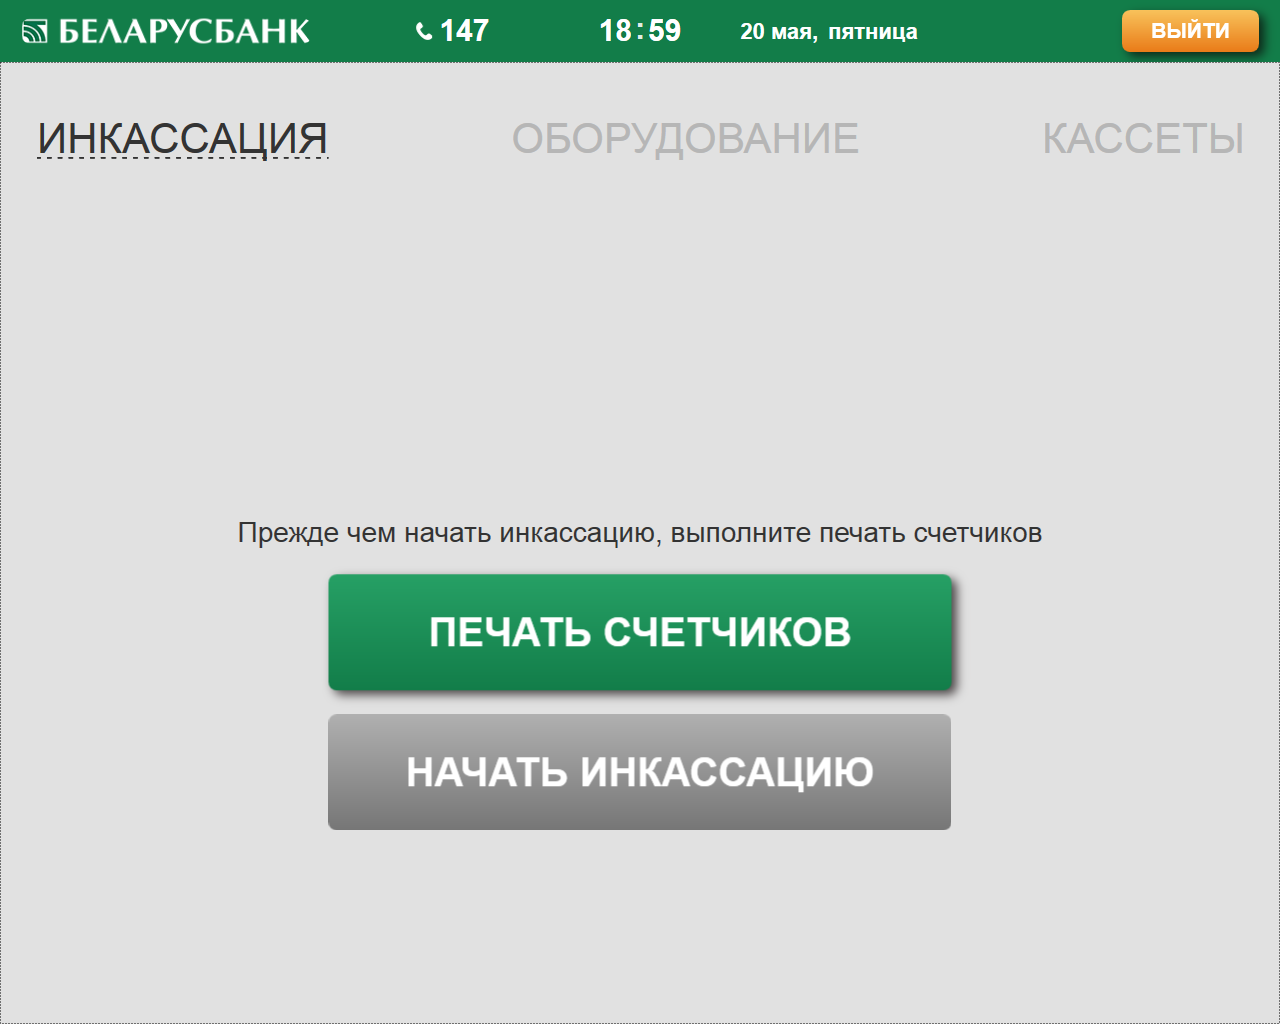 БЕЛАРУСБАНК 147 18:59 20 мая, пятница ВЫЙТИ
ИНКАССАЦИЯ ОБОРУДОВАНИЕ КАССЕТЫ
Прежде чем начать инкассацию, выполните печать счетчиков
ПЕЧАТЬ СЧЕТЧИКОВ
НАЧАТЬ ИНКАССАЦИЮ